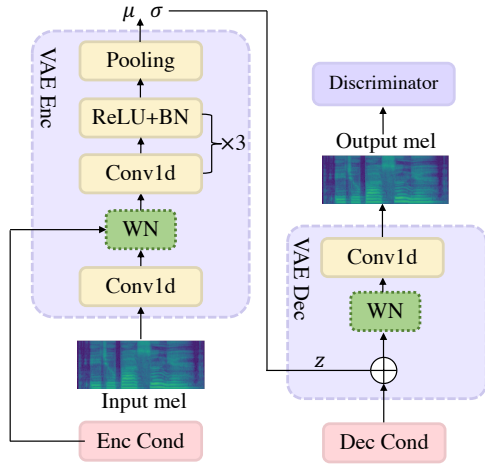 μ σ
VAE Enc
Pooling
ReLU+BN
×3
Conv1d
WN
Conv1d
Input mel
Enc Cond
Discriminator
Output mel
VAE Dec
Conv1d
WN
z
Dec Cond